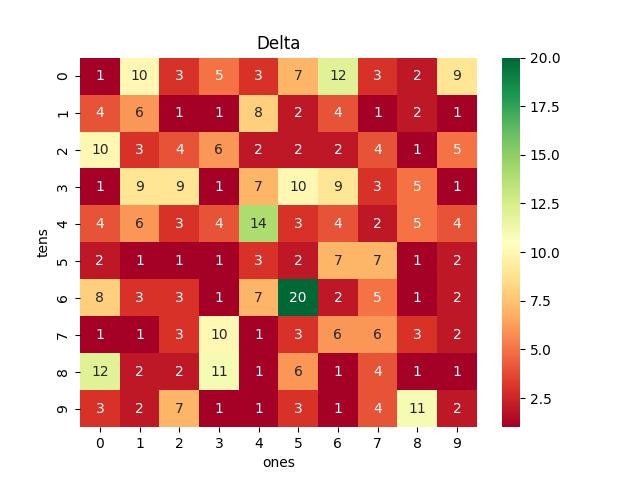 Delta
0 1 10 3 5 3 7 12 3 2 9 20.0
1 4 6 1 1 8 2 4 1 2 1 17.5
2 10 3 4 6 2 2 2 4 1 5 15.0
3 1 9 9 1 7 10 9 3 5 1 12.5
4 4 6 3 4 14 3 4 2 5 4 10.0
5 2 1 1 1 3 2 7 7 1 2
6 8 3 3 1 7 20 2 5 1 2 7.5
7 1 1 3 10 1 3 6 6 3 2 5.0
8 12 2 2 11 1 6 1 4 1 1
9 3 2 7 1 1 3 1 4 11 2 2.5
tens
0 1 2 3 4 5 6 7 8 9
ones